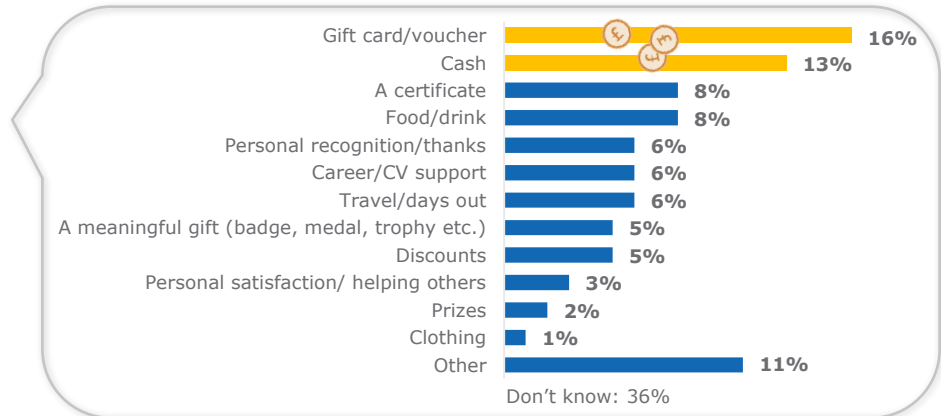 Gift card/voucher 16%
Cash 13%
A certificate 8%
Food/drink 8%
Personal recognition/thanks 6%
Career/CV support 6%
Travel/days out 6%
A meaningful gift (badge, medal, trophy etc.) 5%
Discounts 5%
Personal satisfaction/ helping others 3%
Prizes 2%
Clothing 1%
Other 11%
Don’t know: 36%
£
£
£